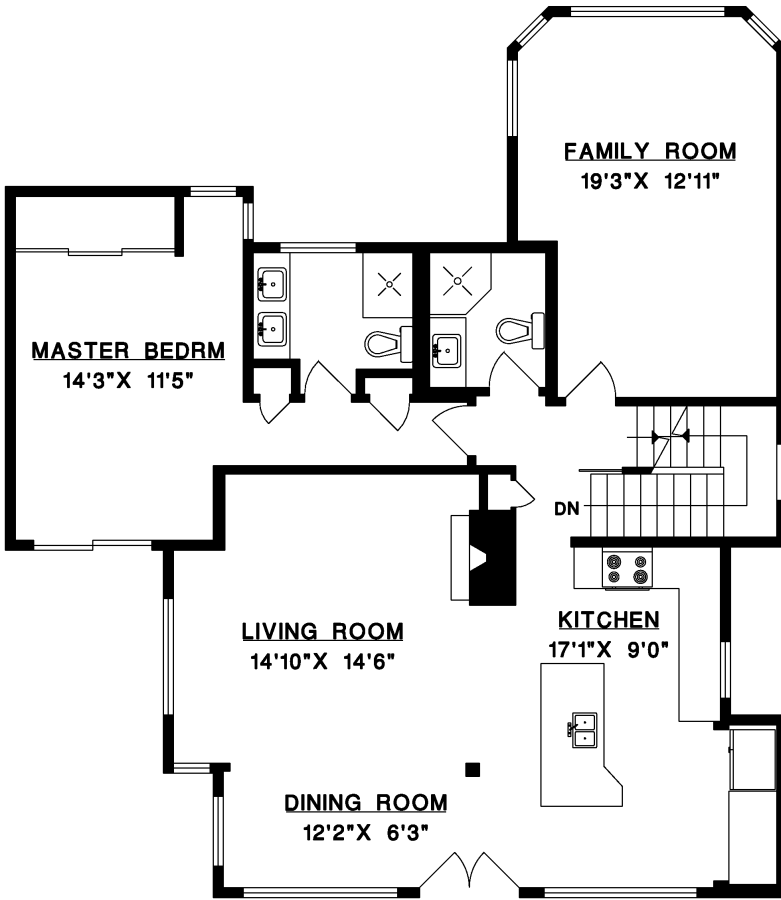 FAMILY ROOM
19'3"X 12'11"
MASTER BEDRM
14'3"X 11'5"
DN
LIVING ROOM
14'10"X 14'6"
KITCHEN
17'1"X 9'0"
DINING ROOM
12'2"X 6'3"